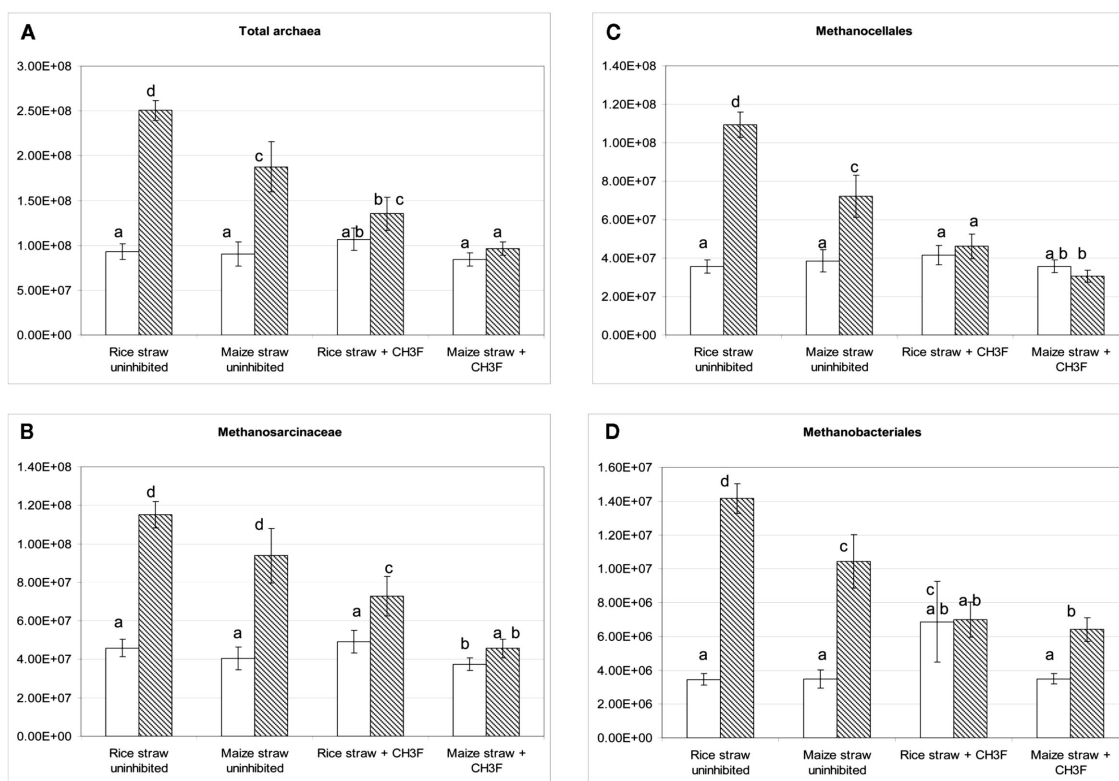 A
Total archaea
3.00E+08
2.50E+08
2.00E+08
1.50E+08
1.00E+08
5.00E+07
0.00E+00
d
c
b c
a
a
a b
a
a
Rice straw uninhibited
Maize straw uninhibited
Rice straw + CH3F
Maize straw + CH3F
C
Methanocellales
1.40E+08
1.20E+08
1.00E+08
8.00E+07
6.00E+07
4.00E+07
2.00E+07
0.00E+00
d
c
a
a
a
a
a b
b
Rice straw uninhibited
Maize straw uninhibited
Rice straw + CH3F
Maize straw + CH3F
B
Methanosarcinaceae
1.40E+08
1.20E+08
1.00E+08
8.00E+07
6.00E+07
4.00E+07
2.00E+07
0.00E+00
d
d
c
a
a
a
b
a b
Rice straw uninhibited
Maize straw uninhibited
Rice straw + CH3F
Maize straw + CH3F
D
Methanobacteriales
1.60E+07
1.40E+07
1.20E+07
1.00E+07
8.00E+06
6.00E+06
4.00E+06
2.00E+06
0.00E+00
d
c
c
a b
a b
b
a
a
a
Rice straw uninhibited
Maize straw uninhibited
Rice straw + CH3F
Maize straw + CH3F